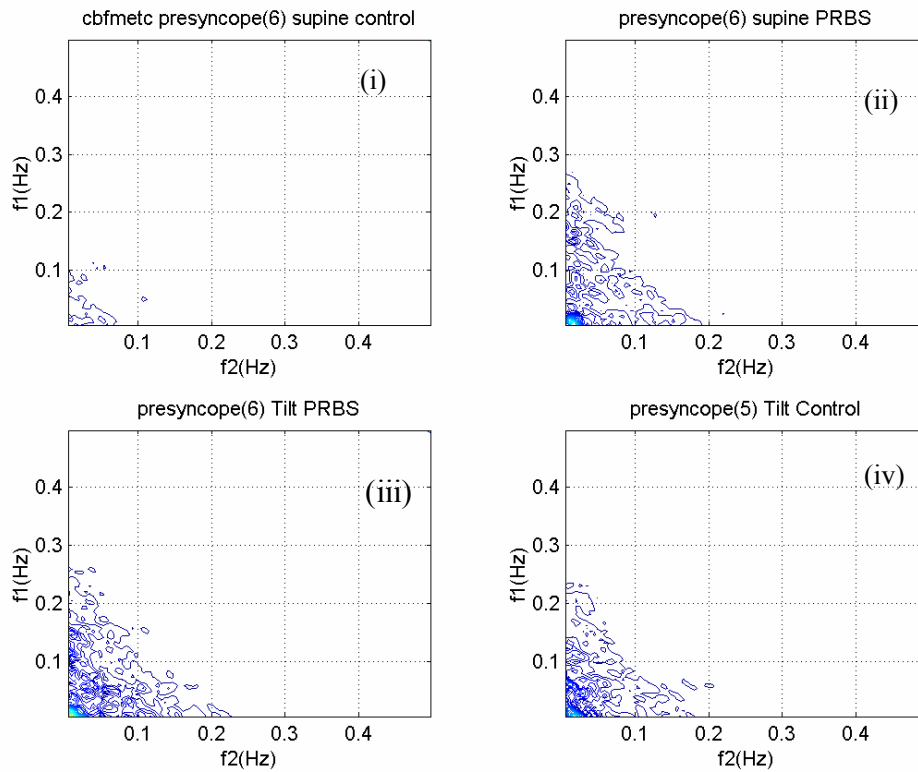 cbfmetc presyncope(6) supine control
(i)
0.4
0.3
0.2
0.1
f1(Hz)
0.1 0.2 0.3 0.4
f2(Hz)
presyncope(6) supine PRBS
(ii)
0.4
0.3
0.2
0.1
f1(Hz)
0.1 0.2 0.3 0.4
f2(Hz)
presyncope(6) Tilt PRBS
(iii)
0.4
0.3
0.2
0.1
f1(Hz)
0.1 0.2 0.3 0.4
f2(Hz)
presyncope(5) Tilt Control
(iv)
0.4
0.3
0.2
0.1
f1(Hz)
0.1 0.2 0.3 0.4
f2(Hz)